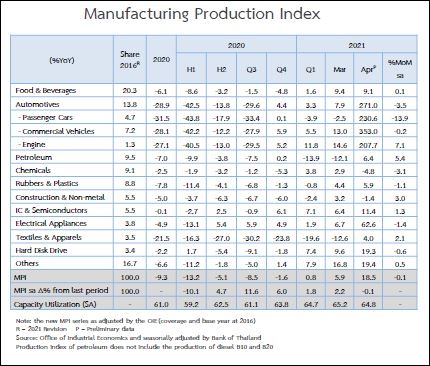 Manufacturing Production Index
(%YoY) Share 2016ᴿ 2020 2020 2021 %MoM sa
H1 H2 Q3 Q4 Q1 Mar Aprᴾ
Food & Beverages 20.3 -6.1 -8.6 -3.2 -1.5 -4.8 1.6 9.4 9.1 0.1
Automotives 13.8 -28.9 -42.5 -13.8 -29.6 4.4 3.3 7.9 271.0 -3.5
- Passenger Cars 4.7 -31.5 -43.8 -17.9 -33.4 0.1 -3.9 -2.5 230.6 -13.9
- Commercial Vehicles 7.2 -28.1 -42.2 -12.2 -27.9 5.9 5.5 13.0 353.0 -0.2
- Engine 1.3 -27.1 -40.5 -13.0 -29.5 5.2 11.8 14.6 207.7 7.1
Petroleum 9.5 -7.0 -9.9 -3.8 -7.5 0.2 -13.9 -12.1 6.4 5.4
Chemicals 9.1 -2.5 -1.9 -3.2 -1.2 -5.3 3.8 2.9 -4.8 -3.1
Rubbers & Plastics 8.8 -7.8 -11.4 -4.1 -6.8 -1.3 -0.8 4.4 5.9 -1.1
Construction & Non-metal 5.5 -5.0 -3.7 -6.3 -6.7 -6.0 -2.4 3.2 -1.4 3.0
IC & Semiconductors 5.5 -0.1 -2.7 2.5 -0.9 6.1 7.1 6.4 11.4 1.3
Electrical Appliances 3.8 -4.9 -13.1 5.4 5.9 4.9 1.9 6.7 62.6 -1.4
Textiles & Apparels 3.5 -21.5 -16.3 -27.0 -30.2 -23.8 -19.6 -12.6 4.0 2.1
Hard Disk Drive 3.4 -2.2 1.7 -5.4 -9.1 -1.8 7.4 9.6 19.3 -0.6
Others 16.7 -6.6 -11.2 -1.8 -5.0 1.4 7.9 16.8 19.4 0.5
MPI 100.0 -9.3 -13.2 -5.1 -8.5 -1.6 0.8 5.9 18.5 -0.1
MPI sa Δ% from last period 100.0 - -10.1 4.7 11.6 6.0 1.8 2.2 -0.1 -
Capacity Utilization (SA) - 61.0 59.2 62.5 61.1 63.8 64.7 65.2 64.8 -
Note: the new MPI series as adjusted by the OIE (coverage and base year at 2016)
R = 2021 Revision P = Preliminary data
Source: Office of Industrial Economics and seasonally adjusted by Bank of Thailand
Production index of petroleum does not include the production of diesel B10 and B20